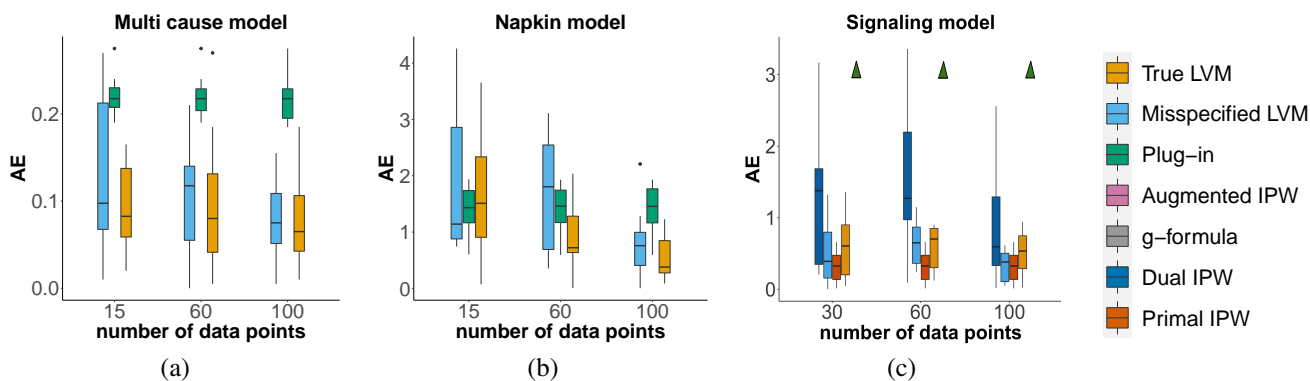 Multi cause model
AE
0.2
0.1
0.0
15
60
100
number of data points
(a)
Napkin model
AE
4
3
2
1
0
15
60
100
number of data points
(b)
Signaling model
AE
3
2
1
0
30
60
100
number of data points
(c)
True LVM
Misspecified LVM
Plug−in
Augmented IPW
g−formula
Dual IPW
Primal IPW